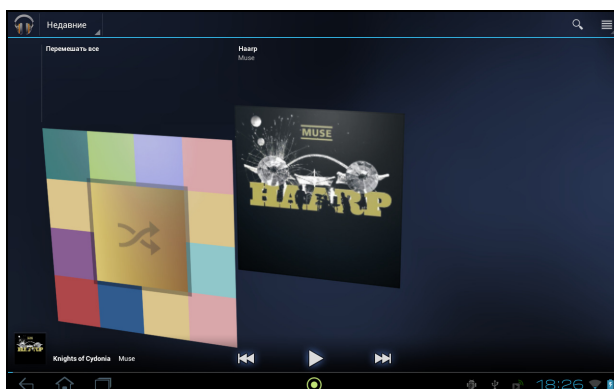 Недавние
Перемешать все
Haarp
Muse
MUSE
HAARP
Knights of Cydonia Muse
18:26